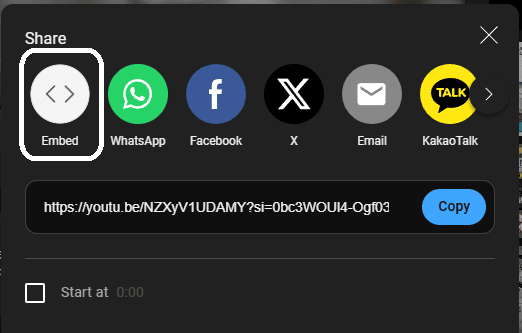 Share
Embed
WhatsApp
Facebook
X
Email
TALK
KakaoTalk
https://youtu.be/NZXyV1UDAMY?si=0bc3WOUI4-Ogf03
Copy
Start at 0:00